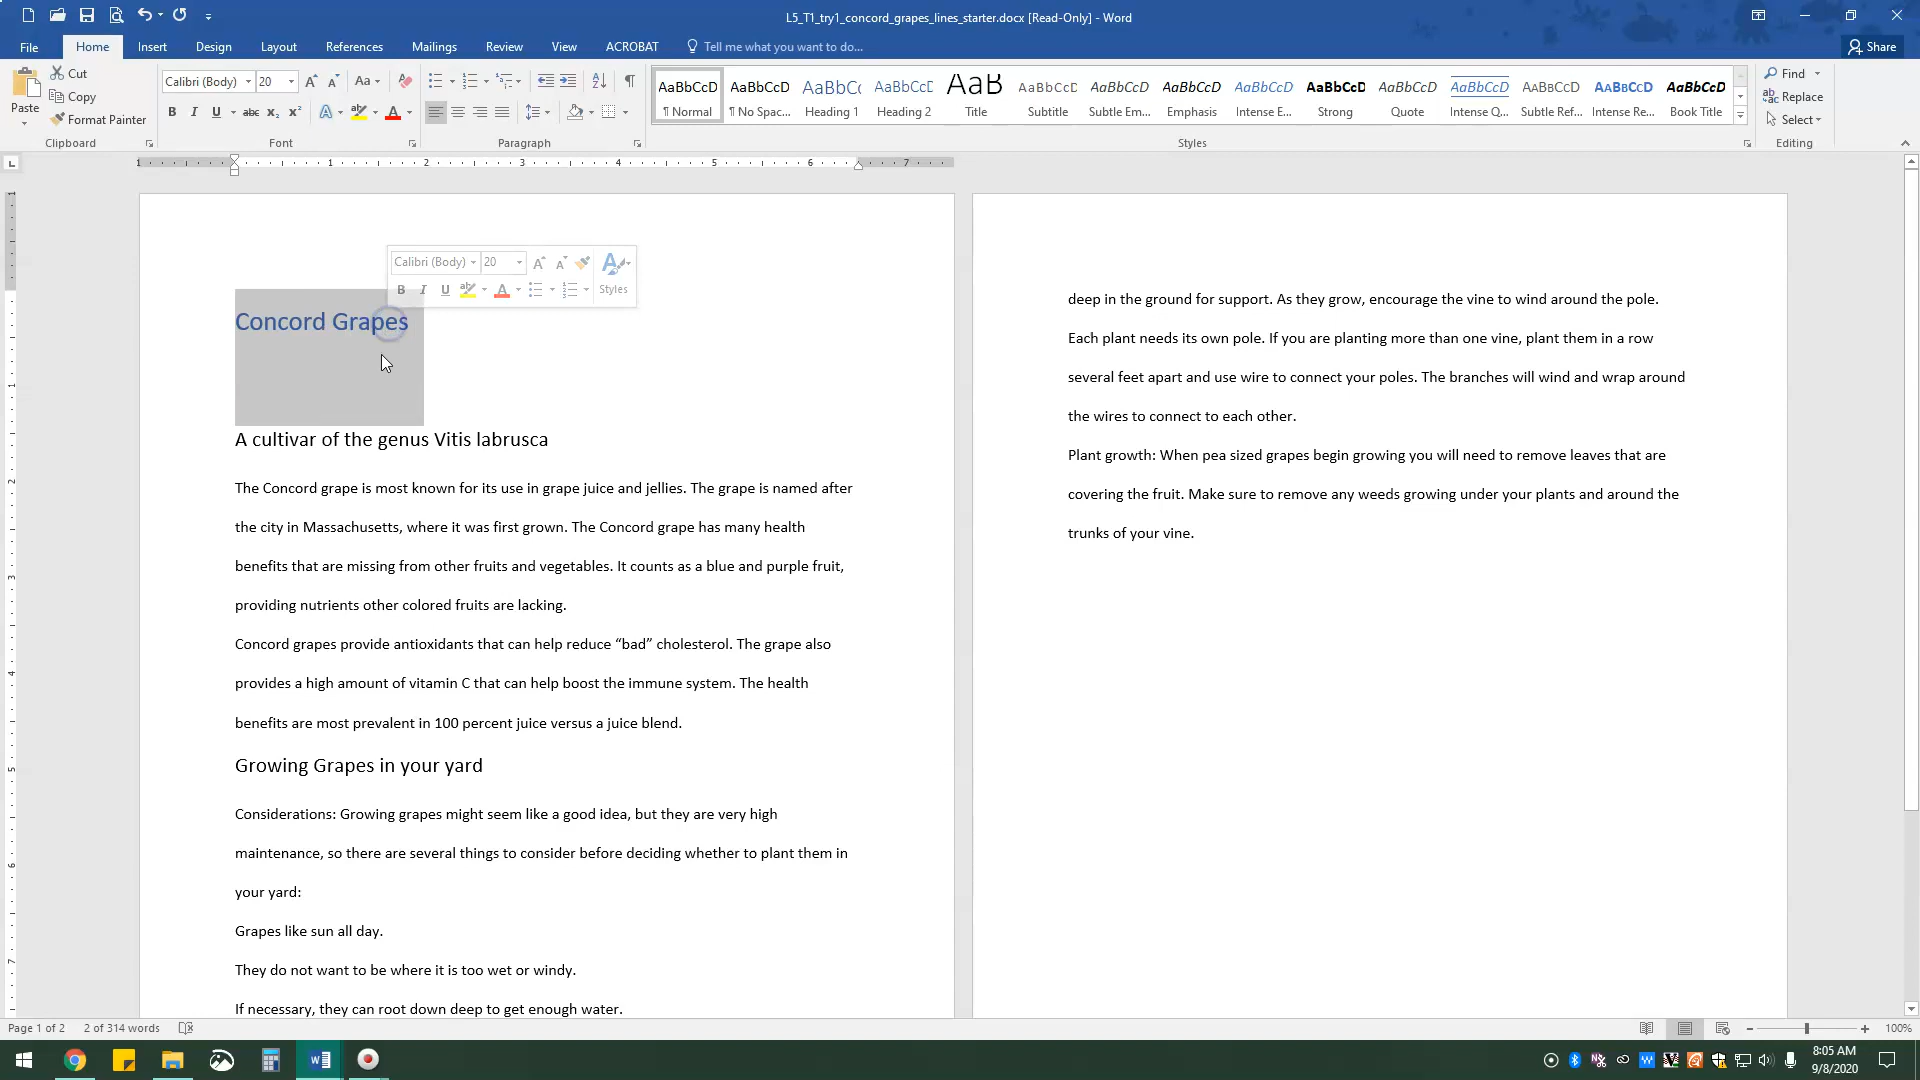 L5_T1_try1_concord_grapes_lines_starter.docx [Read-Only] - Word
File Home Insert Design Layout References Mailings Review View ACROBAT Tell me what you want to do... Share
Paste
Cut
Copy
Format Painter
Clipboard
Calibri (Body) 20
Font
Paragraph
AaBbCcD AaBbCcD AaBbCc AaBbCcC AaB AaBbCcC AaBbCcD AaBbCcD AaBbCcD AaBbCcD AaBbCcD AaBbCcD AaBbCcD AaBbCcD AaBbCcD
¶ Normal ¶ No Spac... Heading 1 Heading 2 Title Subtitle Subtle Em... Emphasis Intense E... Strong Quote Intense Q... Subtle Ref... Intense Re... Book Title
Styles
Find
Replace
Select
Editing
1 1 2 3 4 5 6 7
Calibri (Body) 20
B I U ab A Styles
Concord Grapes
A cultivar of the genus Vitis labrusca
The Concord grape is most known for its use in grape juice and jellies. The grape is named after
the city in Massachusetts, where it was first grown. The Concord grape has many health
benefits that are missing from other fruits and vegetables. It counts as a blue and purple fruit,
providing nutrients other colored fruits are lacking.
Concord grapes provide antioxidants that can help reduce “bad” cholesterol. The grape also
provides a high amount of vitamin C that can help boost the immune system. The health
benefits are most prevalent in 100 percent juice versus a juice blend.
Growing Grapes in your yard
Considerations: Growing grapes might seem like a good idea, but they are very high
maintenance, so there are several things to consider before deciding whether to plant them in
your yard:
Grapes like sun all day.
They do not want to be where it is too wet or windy.
If necessary, they can root down deep to get enough water.
deep in the ground for support. As they grow, encourage the vine to wind around the pole.
Each plant needs its own pole. If you are planting more than one vine, plant them in a row
several feet apart and use wire to connect your poles. The branches will wind and wrap around
the wires to connect to each other.
Plant growth: When pea sized grapes begin growing you will need to remove leaves that are
covering the fruit. Make sure to remove any weeds growing under your plants and around the
trunks of your vine.
Page 1 of 2 2 of 314 words
100%
8:05 AM
9/8/2020